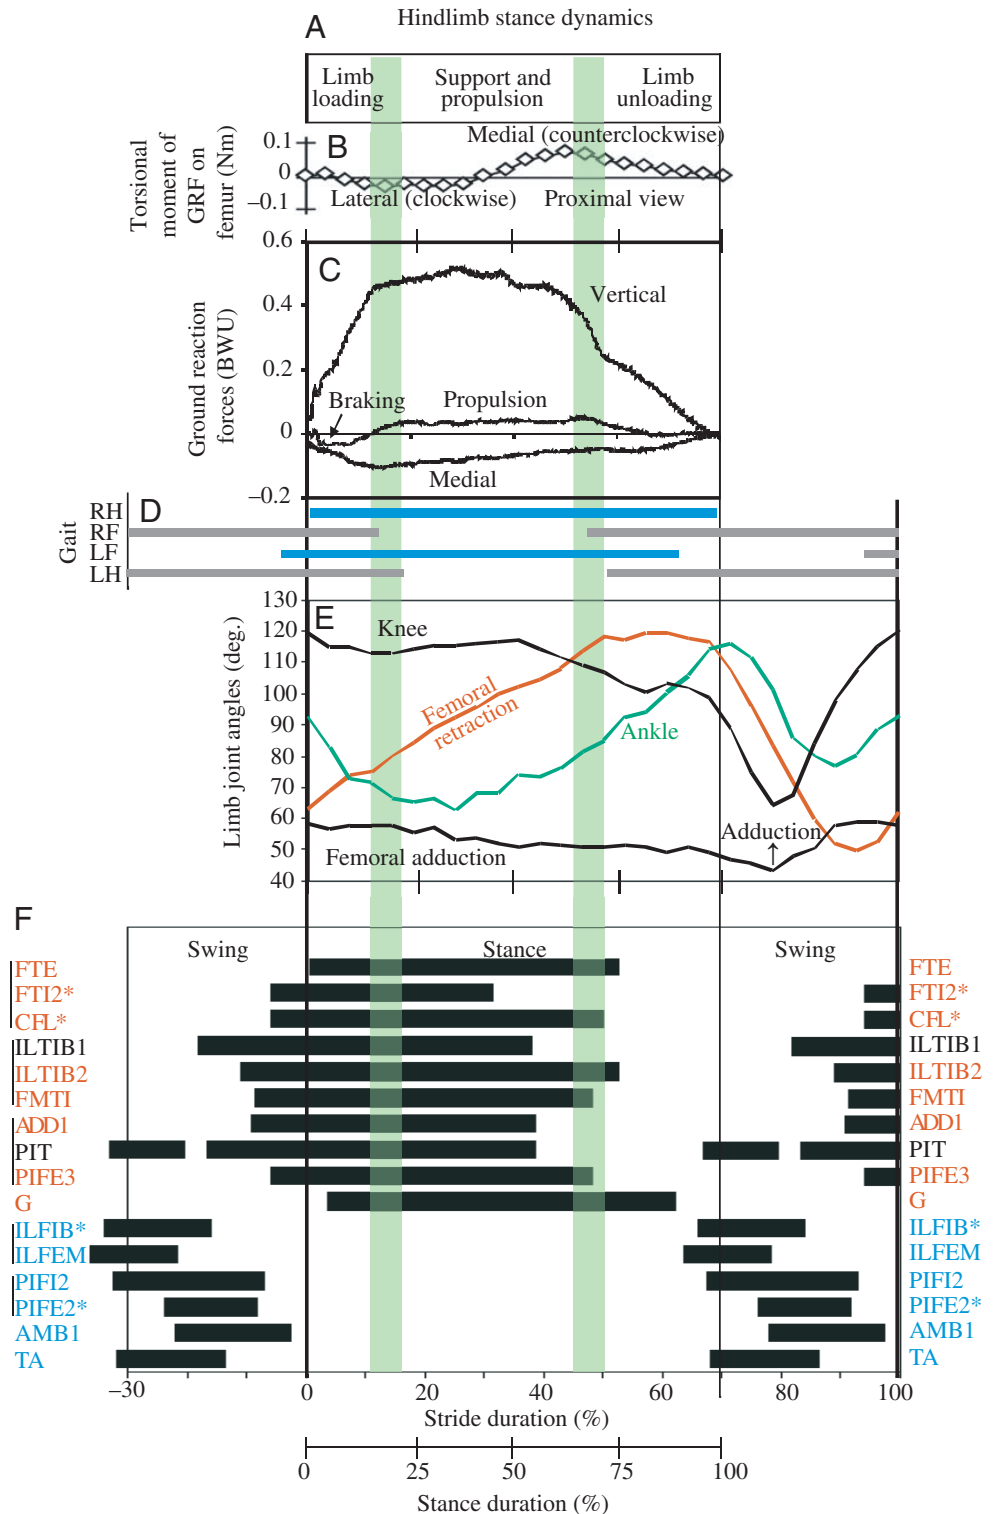 A
Hindlimb stance dynamics
Limb loading
Support and propulsion
Limb unloading
B
Torsional moment of GRF on femur (Nm)
0.1
0
–0.1
Medial (counterclockwise)
Lateral (clockwise)
Proximal view
C
Ground reaction forces (BWU)
0.6
0.4
0.2
0
–0.2
Vertical
Braking
Propulsion
Medial
D
Gait
RH
RF
LF
LH
E
Limb joint angles (deg.)
130
120
110
100
90
80
70
60
50
40
Knee
Femoral retraction
Ankle
Adduction
Femoral adduction
F
Swing
Stance
Swing
FTE
FTI2*
CFL*
ILTIB1
ILTIB2
FMTI
ADD1
PIT
PIFE3
G
ILFIB*
ILFEM
PIFI2
PIFE2*
AMB1
TA
FTE
FTI2*
CFL*
ILTIB1
ILTIB2
FMTI
ADD1
PIT
PIFE3
G
ILFIB*
ILFEM
PIFI2
PIFE2*
AMB1
TA
–30 0 20 40 60 80 100
Stride duration (%)
0 25 50 75 100
Stance duration (%)